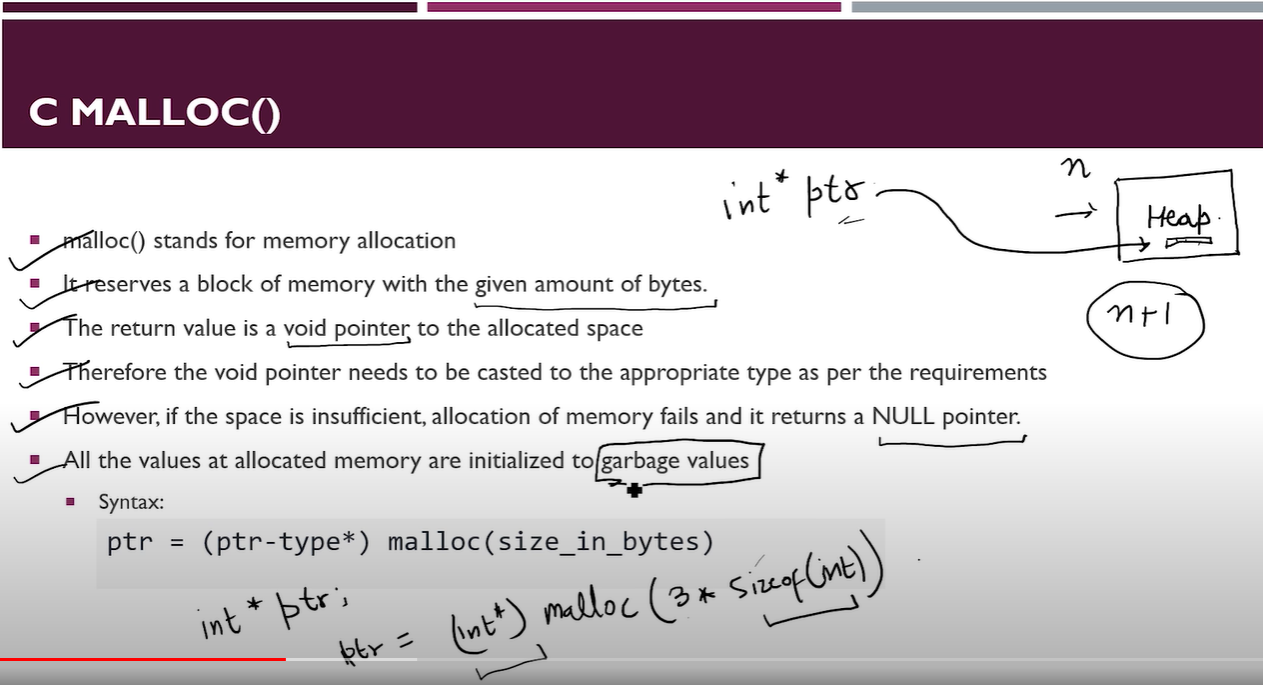 C MALLOC()
int* ptr
n
Heap
n+1
malloc() stands for memory allocation
It reserves a block of memory with the given amount of bytes.
The return value is a void pointer to the allocated space
Therefore the void pointer needs to be casted to the appropriate type as per the requirements
However, if the space is insufficient, allocation of memory fails and it returns a NULL pointer.
All the values at allocated memory are initialized to garbage values
Syntax:
ptr = (ptr-type*) malloc(size_in_bytes)
int* ptr;
ptr = (int*) malloc (3* sizeof(int))